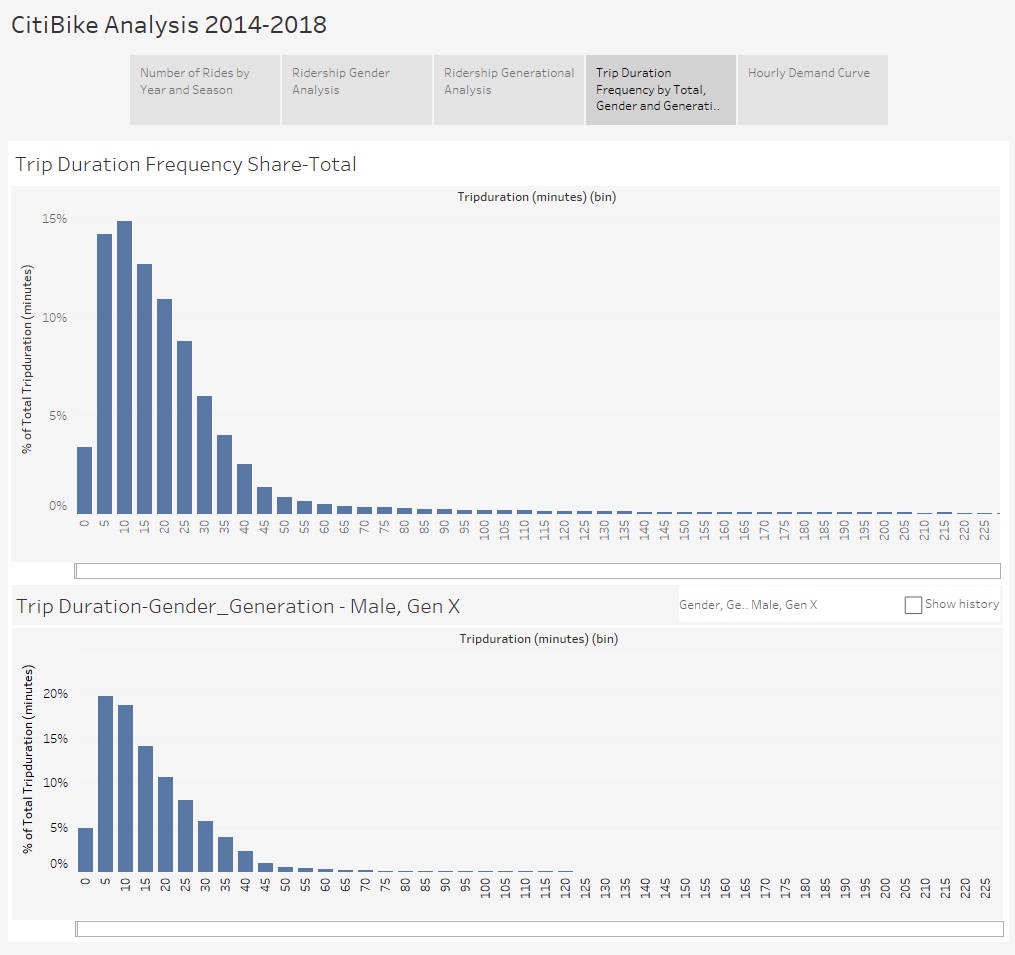 CitiBike Analysis 2014-2018
Number of Rides by
Year and Season
Ridership Gender
Analysis
Ridership Generational
Analysis
Trip Duration
Frequency by Total,
Gender and Generati..
Hourly Demand Curve
Trip Duration Frequency Share-Total
Tripduration (minutes) (bin)
% of Total Tripduration (minutes)
15%
10%
5%
0%
0 5 10 15 20 25 30 35 40 45 50 55 60 65 70 75 80 85 90 95 100 105 110 115 120 125 130 135 140 145 150 155 160 165 170 175 180 185 190 195 200 205 210 215 220 225
Trip Duration-Gender_Generation - Male, Gen X
Gender, Ge.. Male, Gen X
Show history
Tripduration (minutes) (bin)
% of Total Tripduration (minutes)
20%
15%
10%
5%
0%
0 5 10 15 20 25 30 35 40 45 50 55 60 65 70 75 80 85 90 95 100 105 110 115 120 125 130 135 140 145 150 155 160 165 170 175 180 185 190 195 200 205 210 215 220 225